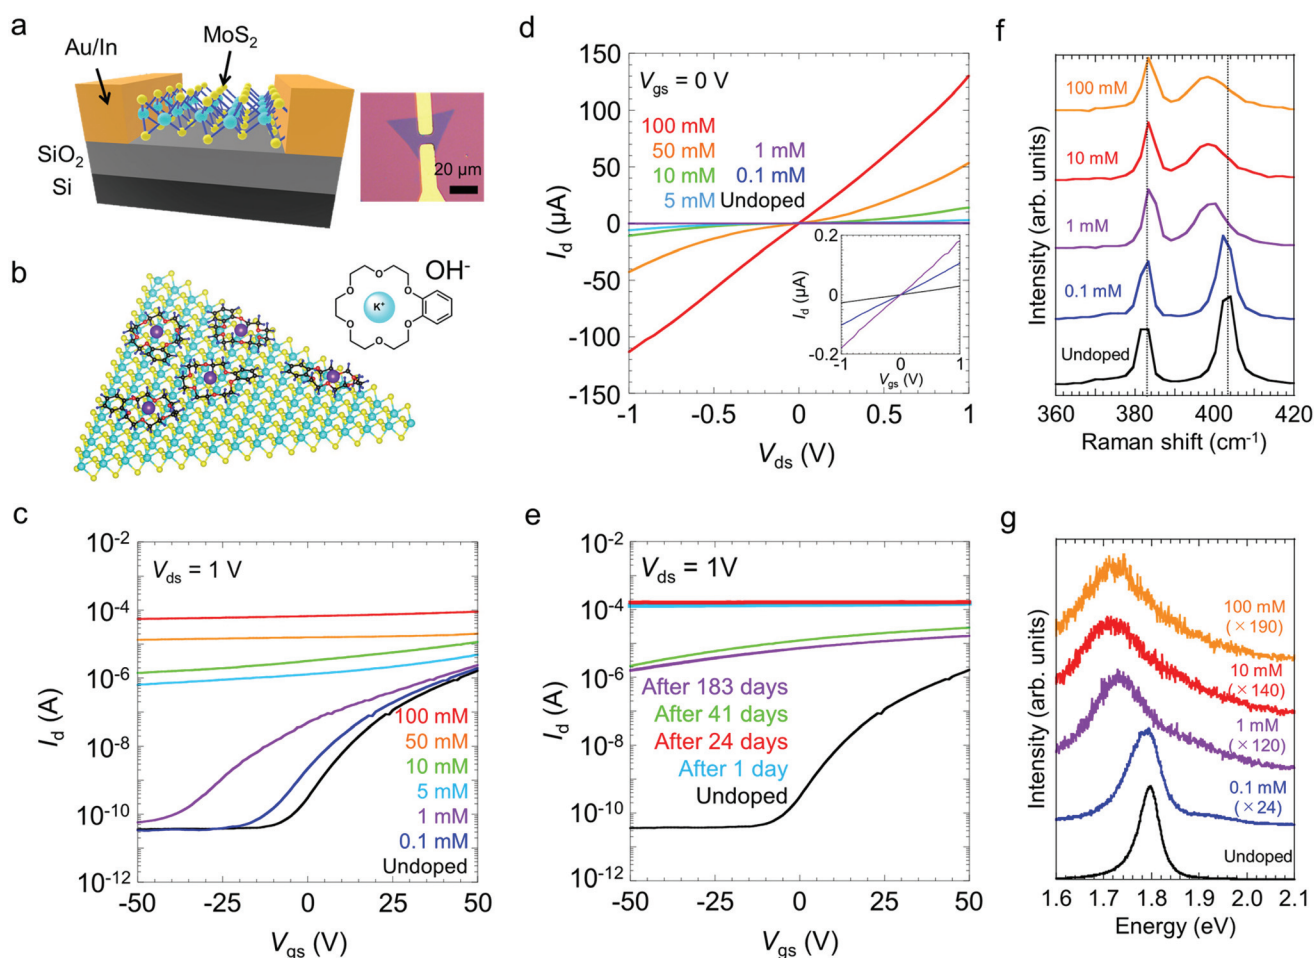 a
Au/In
MoS2
SiO2
Si
20 μm
b
OH-
O
O
O
K+
O
O
O
c
10-2
10-4
10-6
10-8
10-10
10-12
Id (A)
Vds = 1 V
100 mM
50 mM
10 mM
5 mM
1 mM
0.1 mM
Undoped
-50
-25
0
25
50
Vgs (V)
d
150
100
50
0
-50
-100
-150
Id (μA)
Vgs = 0 V
100 mM
50 mM
10 mM
5 mM
1 mM
0.1 mM
Undoped
0.2
0
-0.2
Id (μA)
-1
0
1
Vgs (V)
-1
-0.5
0
0.5
1
Vds (V)
e
10-2
10-4
10-6
10-8
10-10
10-12
Id (A)
Vds = 1V
After 183 days
After 41 days
After 24 days
After 1 day
Undoped
-50
-25
0
25
50
Vgs (V)
f
Intensity (arb. units)
100 mM
10 mM
1 mM
0.1 mM
Undoped
360
380
400
420
Raman shift (cm-1)
g
Intensity (arb. units)
100 mM
(×190)
10 mM
(×140)
1 mM
(×120)
0.1 mM
(×24)
Undoped
1.6
1.7
1.8
1.9
2.0
2.1
Energy (eV)